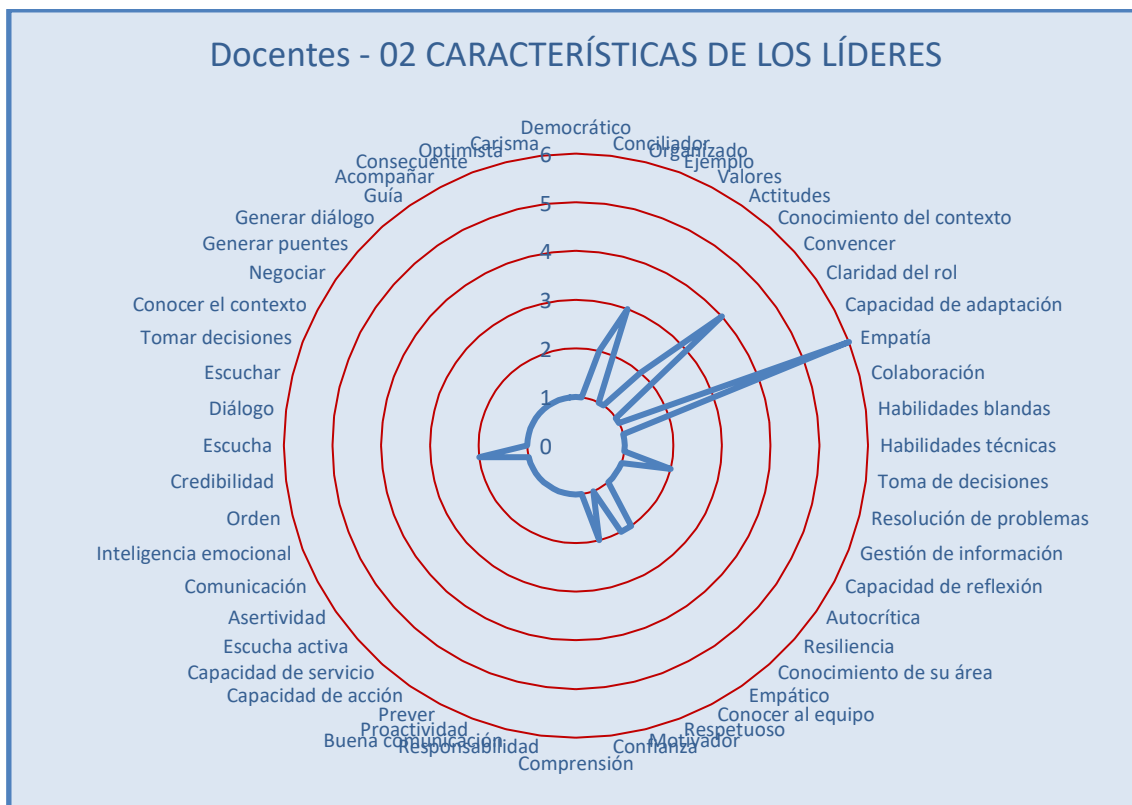 Docentes - 02 CARACTERÍSTICAS DE LOS LÍDERES
Democrático
Conciliador
Organizado
Ejemplo
Valores
Actitudes
Conocimiento del contexto
Convencer
Claridad del rol
Capacidad de adaptación
Empatía
Colaboración
Habilidades blandas
Habilidades técnicas
Toma de decisiones
Resolución de problemas
Gestión de información
Capacidad de reflexión
Autocrítica
Resiliencia
Conocimiento de su área
Empático
Conocer al equipo
Respetuoso
Motivador
Confianza
Comprensión
Responsabilidad
Buena comunicación
Proactividad
Prever
Capacidad de acción
Capacidad de servicio
Escucha activa
Asertividad
Comunicación
Inteligencia emocional
Orden
Credibilidad
Escucha
Diálogo
Escuchar
Tomar decisiones
Conocer el contexto
Negociar
Generar puentes
Generar diálogo
Guía
Acompañar
Consecuente
Optimista
Carisma
6
5
4
3
2
1
0